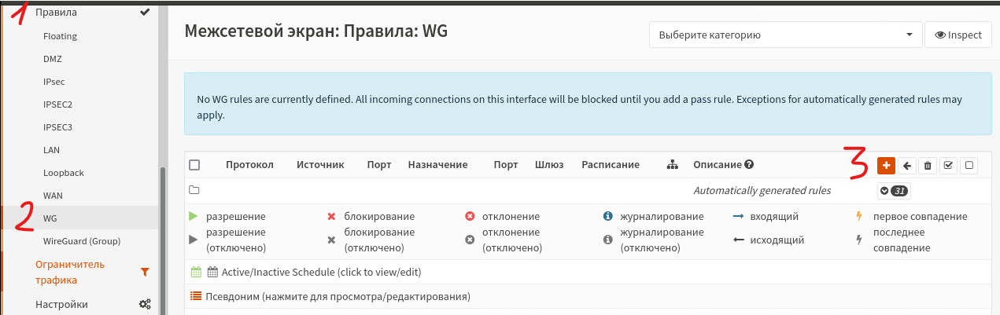 1
Правила
Floating
DMZ
IPsec
IPSEC2
IPSEC3
LAN
Loopback
WAN
2
WG
WireGuard (Group)
Ограничитель
трафика
Настройки
Межсетевой экран: Правила: WG
Выберите категорию
Inspect
No WG rules are currently defined. All incoming connections on this interface will be blocked until you add a pass rule. Exceptions for automatically generated rules may
apply.
3
Протокол Источник Порт Назначение Порт Шлюз Расписание Описание
Automatically generated rules 31
разрешение блокирование отклонение журналирование входящий первое совпадение
разрешение блокирование отклонение журналирование исходящий последнее
(отключено) (отключено) (отключено) (отключено) совпадение
Active/Inactive Schedule (click to view/edit)
Псевдоним (нажмите для просмотра/редактирования)